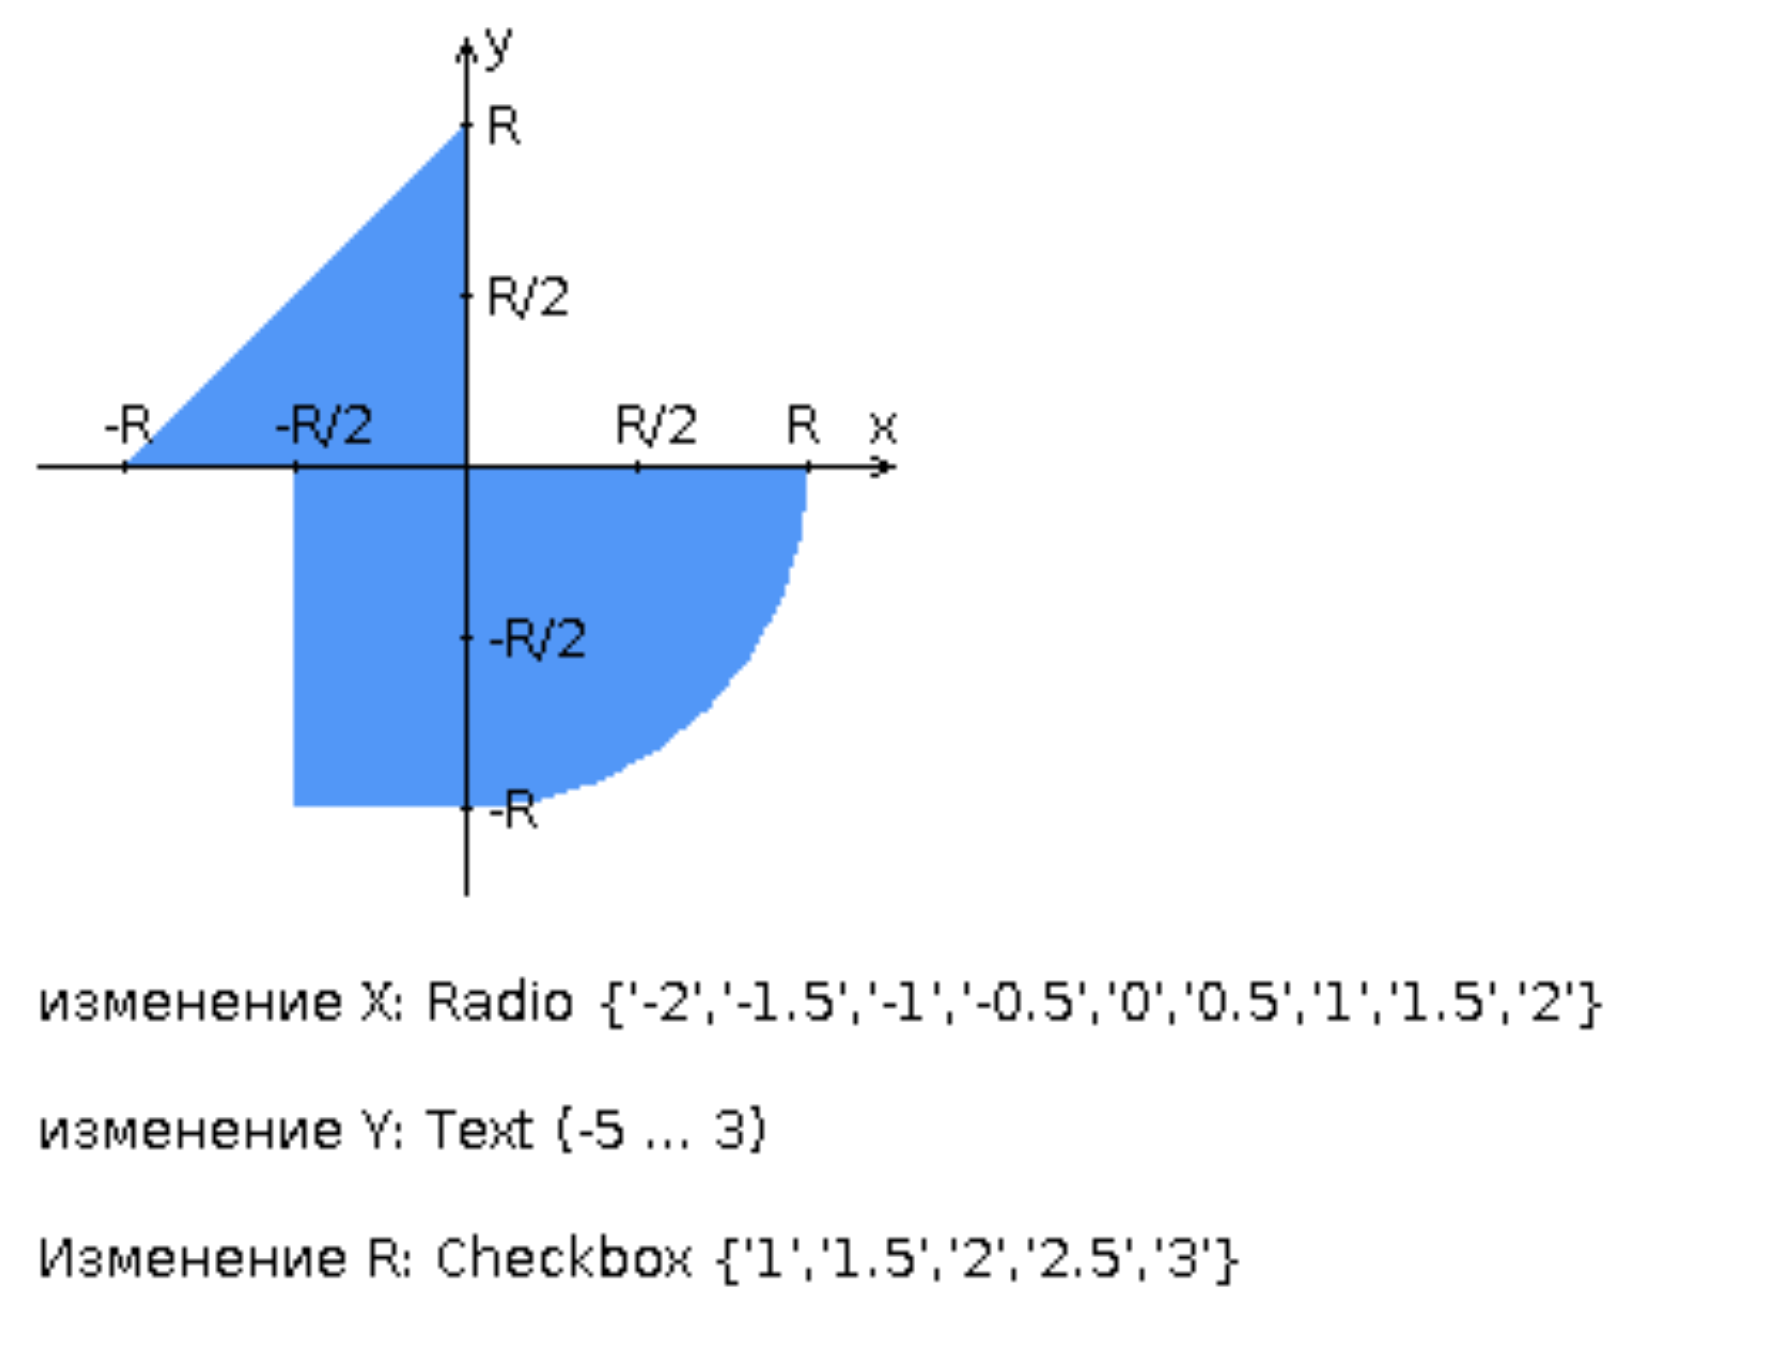 y
R
R/2
-R -R/2 R/2 R x
-R/2
-R
изменение X: Radio {'-2','-1.5','-1','-0.5','0','0.5','1','1.5','2'}
изменение Y: Text (-5 ... 3)
Изменение R: Checkbox {'1','1.5','2','2.5','3'}